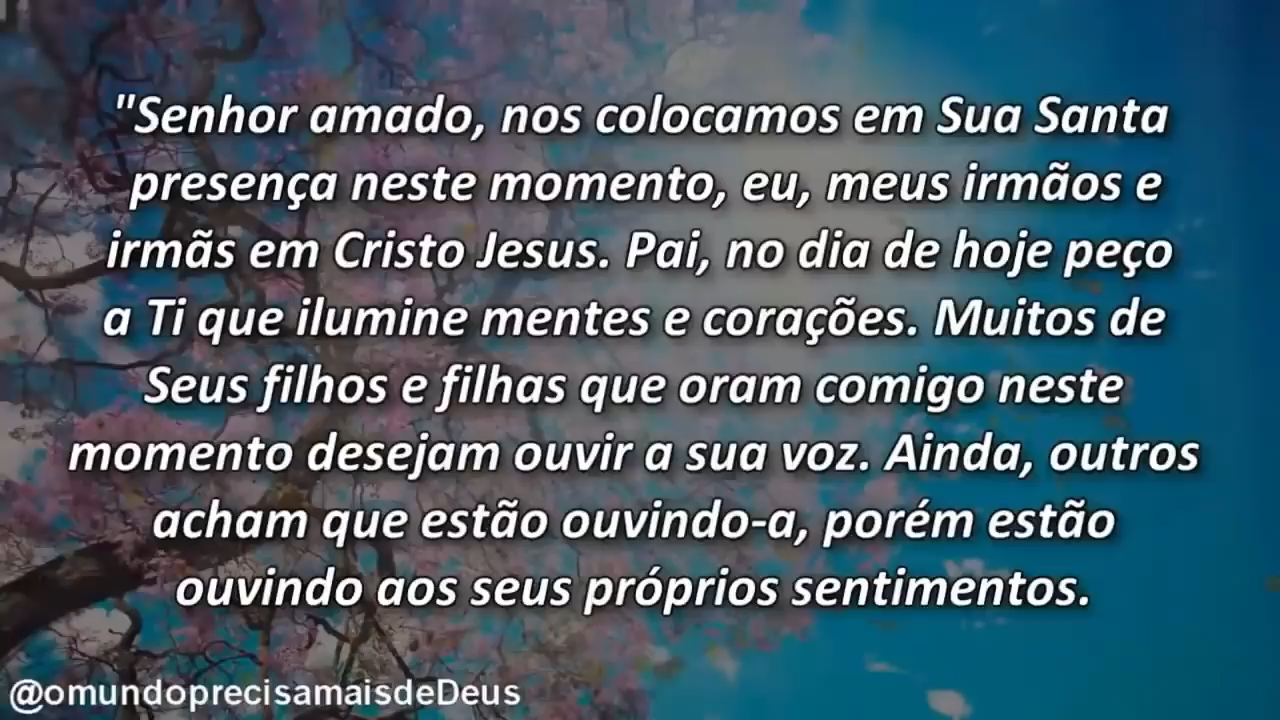 "Senhor amado, nos colocamos em Sua Santa
presença neste momento, eu, meus irmãos e
irmãs em Cristo Jesus. Pai, no dia de hoje peço
a Ti que ilumine mentes e corações. Muitos de
Seus filhos e filhas que oram comigo neste
momento desejam ouvir a sua voz. Ainda, outros
acham que estão ouvindo-a, porém estão
ouvindo aos seus próprios sentimentos.
@omundoprecisamaisdeDeus